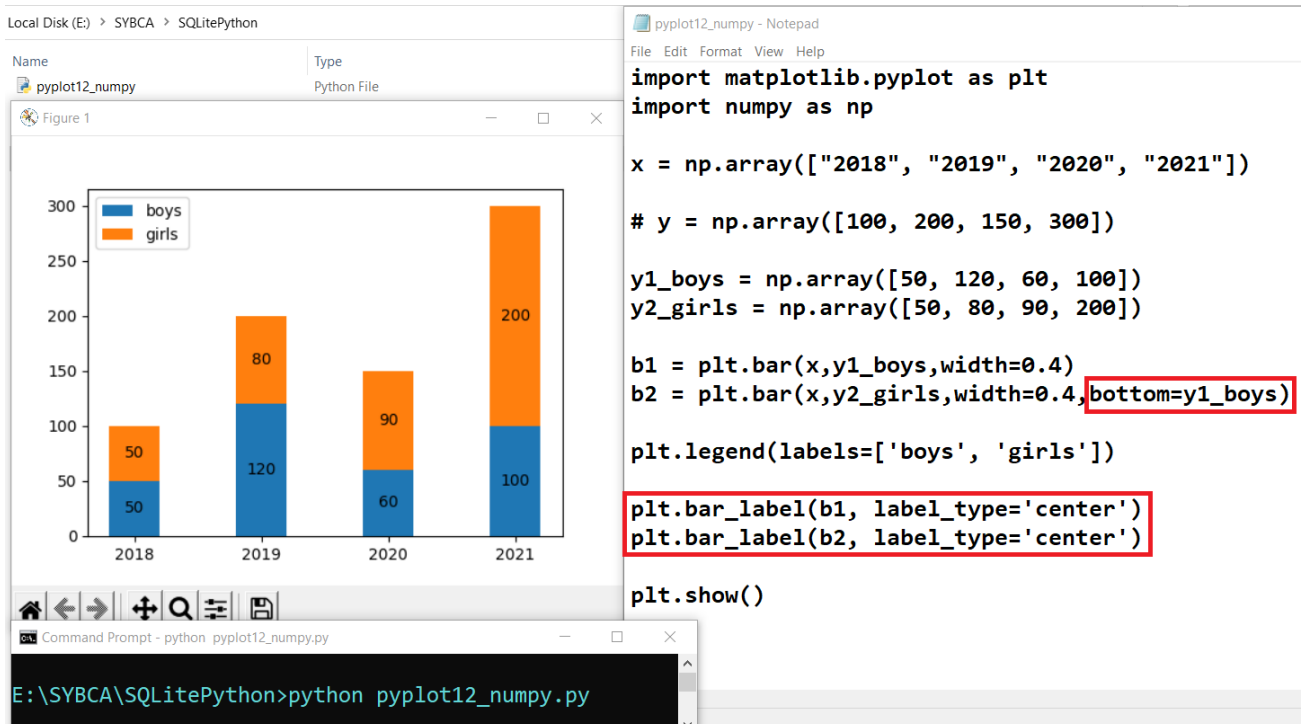 Local Disk (E:) > SYBCA > SQLitePython
Name Type
pyplot12_numpy Python File
Figure 1
boys
girls
300
250
200
150
100
50
0
50
50
120
80
60
90
100
200
2018 2019 2020 2021
Command Prompt - python pyplot12_numpy.py
E:\SYBCA\SQLitePython>python pyplot12_numpy.py
pyplot12_numpy - Notepad
File Edit Format View Help
import matplotlib.pyplot as plt
import numpy as np
x = np.array(["2018", "2019", "2020", "2021"])
# y = np.array([100, 200, 150, 300])
y1_boys = np.array([50, 120, 60, 100])
y2_girls = np.array([50, 80, 90, 200])
b1 = plt.bar(x,y1_boys,width=0.4)
b2 = plt.bar(x,y2_girls,width=0.4,bottom=y1_boys)
plt.legend(labels=['boys', 'girls'])
plt.bar_label(b1, label_type='center')
plt.bar_label(b2, label_type='center')
plt.show()